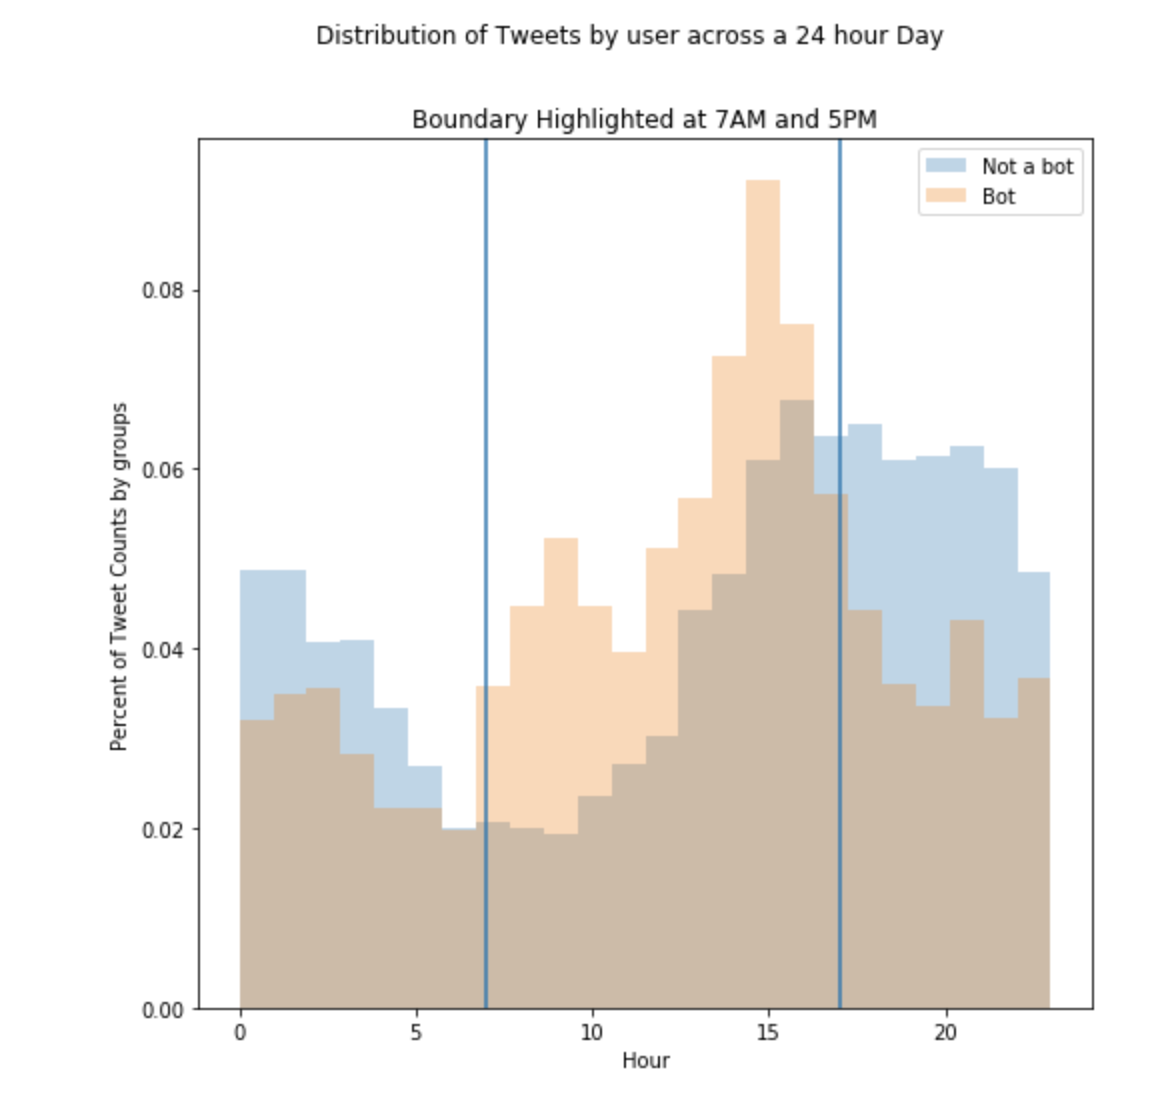 Distribution of Tweets by user across a 24 hour Day
Boundary Highlighted at 7AM and 5PM
Not a bot
Bot
Percent of Tweet Counts by groups
0.08
0.06
0.04
0.02
0.00
0
5
10
15
20
Hour